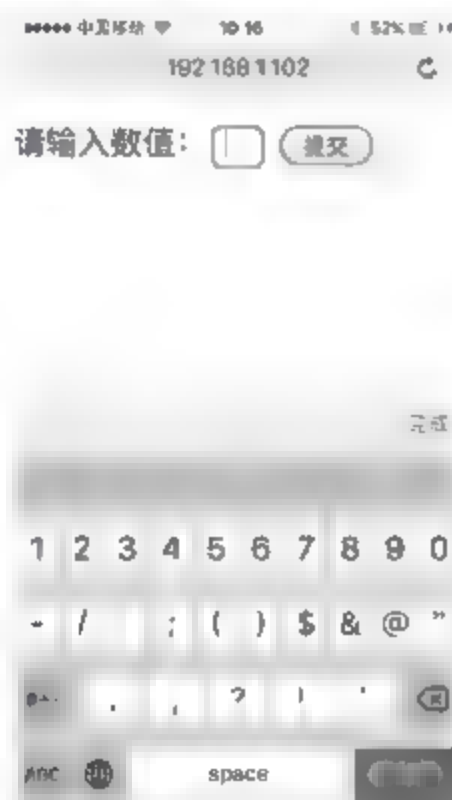 中国移动 10:16 52%
192.168.1.102
请输入数值： 提交
完成
1 2 3 4 5 6 7 8 9 0
- / : ; ( ) $ & @ "
#+= . , ? ! ' 
ABC space